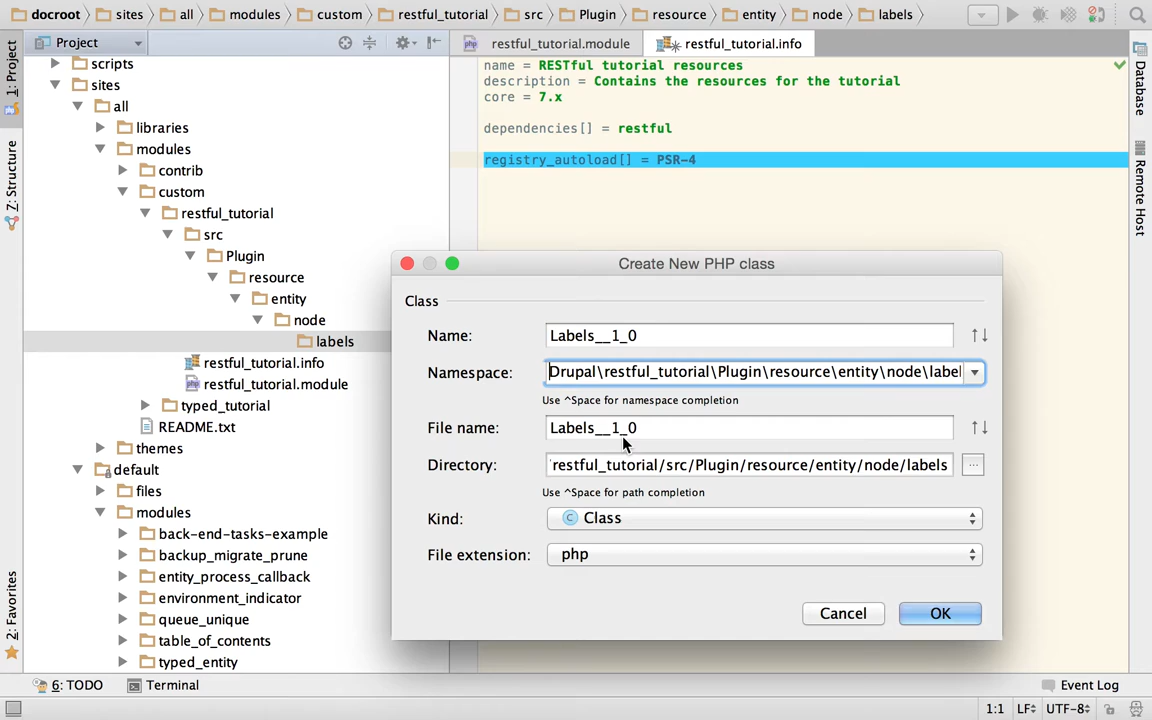 docroot sites all modules custom restful_tutorial src Plugin resource entity node labels
Project
restful_tutorial.module
restful_tutorial.info
1: Project
Z: Structure
2: Favorites
Database
Remote Host
scripts
sites
all
libraries
modules
contrib
custom
restful_tutorial
src
Plugin
resource
entity
node
labels
restful_tutorial.info
restful_tutorial.module
typed_tutorial
README.txt
themes
default
files
modules
back-end-tasks-example
backup_migrate_prune
entity_process_callback
environment_indicator
queue_unique
table_of_contents
typed_entity
name = RESTful tutorial resources
description = Contains the resources for the tutorial
core = 7.x
dependencies[] = restful
registry_autoload[] = PSR-4
Create New PHP class
Class
Name: Labels__1_0
Namespace: Drupal\restful_tutorial\Plugin\resource\entity\node\label
Use ^Space for namespace completion
File name: Labels__1_0
Directory: restful_tutorial/src/Plugin/resource/entity/node/labels ...
Use ^Space for path completion
Kind: C Class
File extension: php
Cancel OK
6: TODO Terminal Event Log
1:1 LF UTF-8